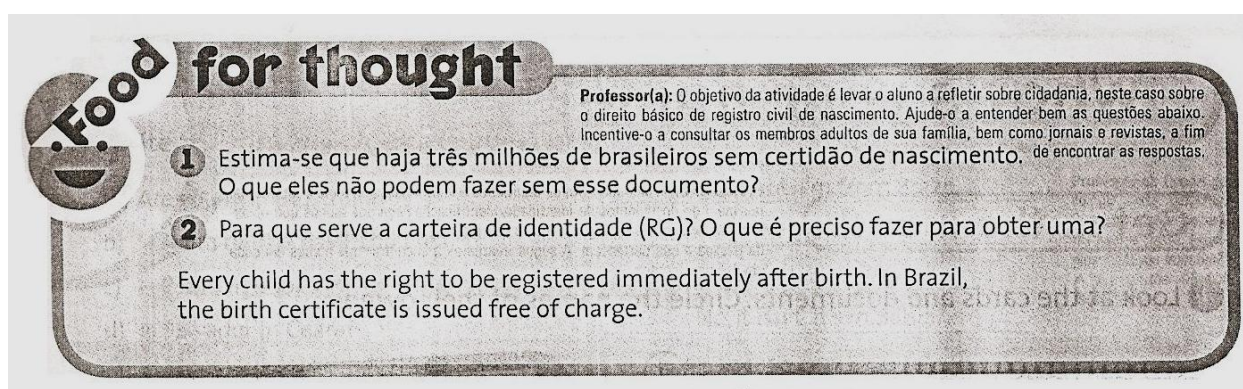 Food for thought
Professor(a): O objetivo da atividade é levar o aluno a refletir sobre cidadania, neste caso sobre
o direito básico de registro civil de nascimento. Ajude-o a entender bem as questões abaixo.
Incentive-o a consultar os membros adultos de sua família, bem como jornais e revistas, a fim
de encontrar as respostas.
1 Estima-se que haja três milhões de brasileiros sem certidão de nascimento.
O que eles não podem fazer sem esse documento?
2 Para que serve a carteira de identidade (RG)? O que é preciso fazer para obter uma?
Every child has the right to be registered immediately after birth. In Brazil,
the birth certificate is issued free of charge.